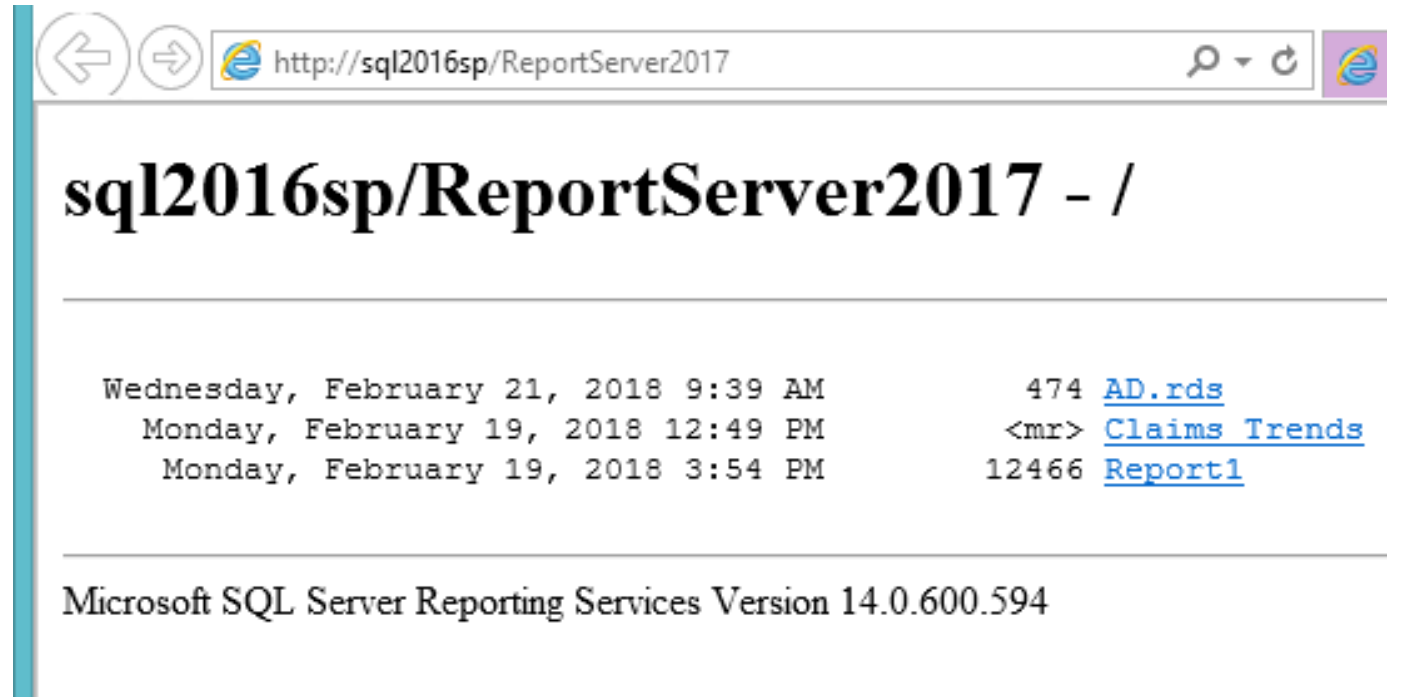 http://sql2016sp/ReportServer2017
sql2016sp/ReportServer2017 - /
Wednesday, February 21, 2018 9:39 AM 474 AD.rds
Monday, February 19, 2018 12:49 PM <mr> Claims Trends
Monday, February 19, 2018 3:54 PM 12466 Report1
Microsoft SQL Server Reporting Services Version 14.0.600.594